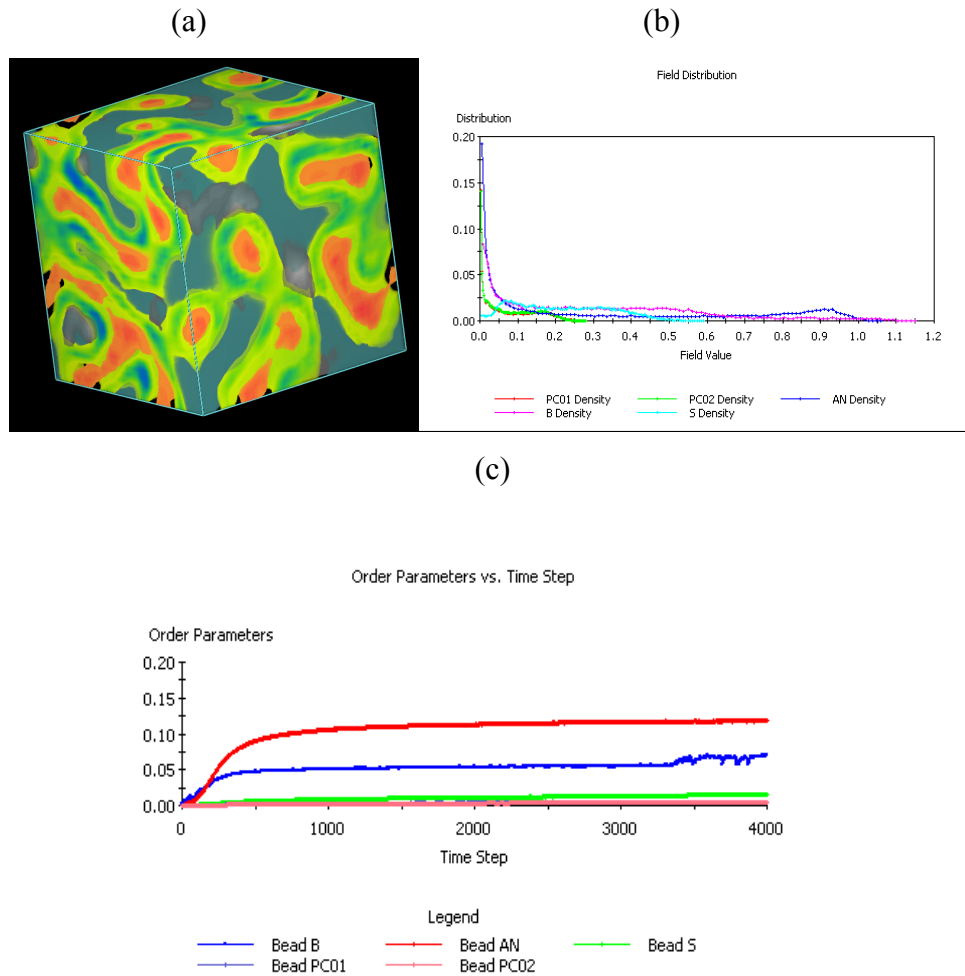 (a)
(b)
Field Distribution
Distribution
0.20
0.15
0.10
0.05
0.00
0.0 0.1 0.2 0.3 0.4 0.5 0.6 0.7 0.8 0.9 1.0 1.1 1.2
Field Value
PC01 Density PC02 Density AN Density
B Density S Density
(c)
Order Parameters vs. Time Step
Order Parameters
0.20
0.15
0.10
0.05
0.00
0 1000 2000 3000 4000
Time Step
Legend
Bead B Bead AN Bead S
Bead PC01 Bead PC02